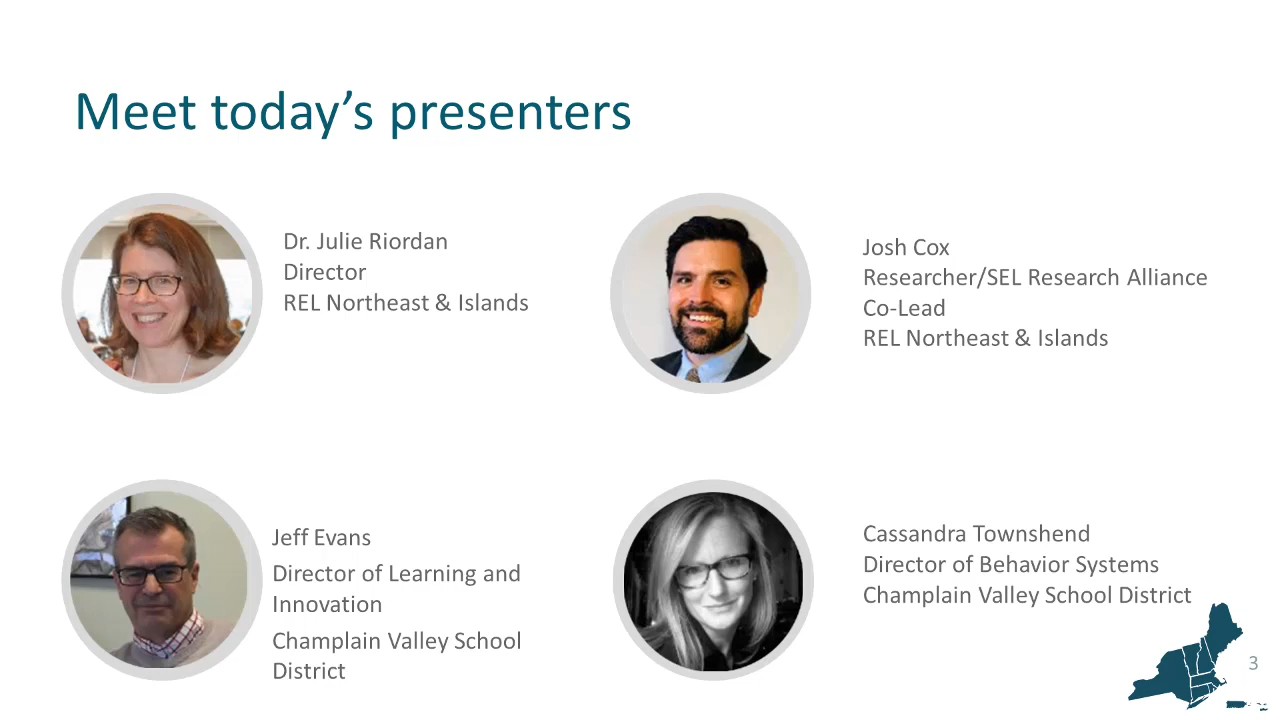 Meet today’s presenters
Dr. Julie Riordan
Director
REL Northeast & Islands
Josh Cox
Researcher/SEL Research Alliance
Co-Lead
REL Northeast & Islands
Jeff Evans
Director of Learning and
Innovation
Champlain Valley School
District
Cassandra Townshend
Director of Behavior Systems
Champlain Valley School District
3